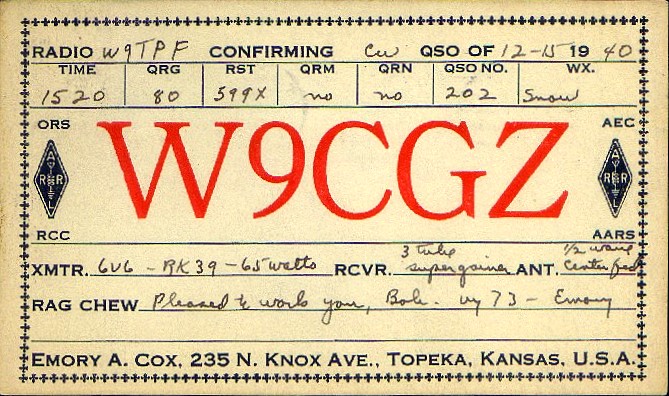 RADIO W9TPF CONFIRMING CW QSO OF 12-15 1940
TIME QRG RST QRM QRN QSO NO. WX.
1520 80 599X no no 202 Snow
ORS AEC
W9CGZ
A R R L A R R L
RCC AARS
XMTR. 6V6 - RK39 - 65 watts RCVR. 3 tube supergainer ANT. 1/2 wave center fed
RAG CHEW Pleased to work you, Bob. vy 73 - Emory
EMORY A. COX, 235 N. KNOX AVE., TOPEKA, KANSAS, U.S.A.